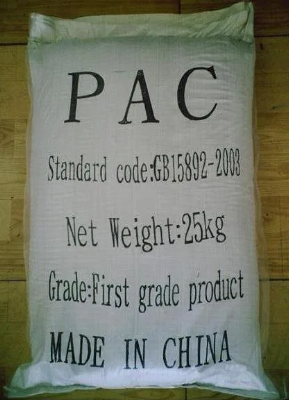 PAC
Standard code:GB15892-2003
Net Weight:25kg
Grade:First grade product
MADE IN CHINA